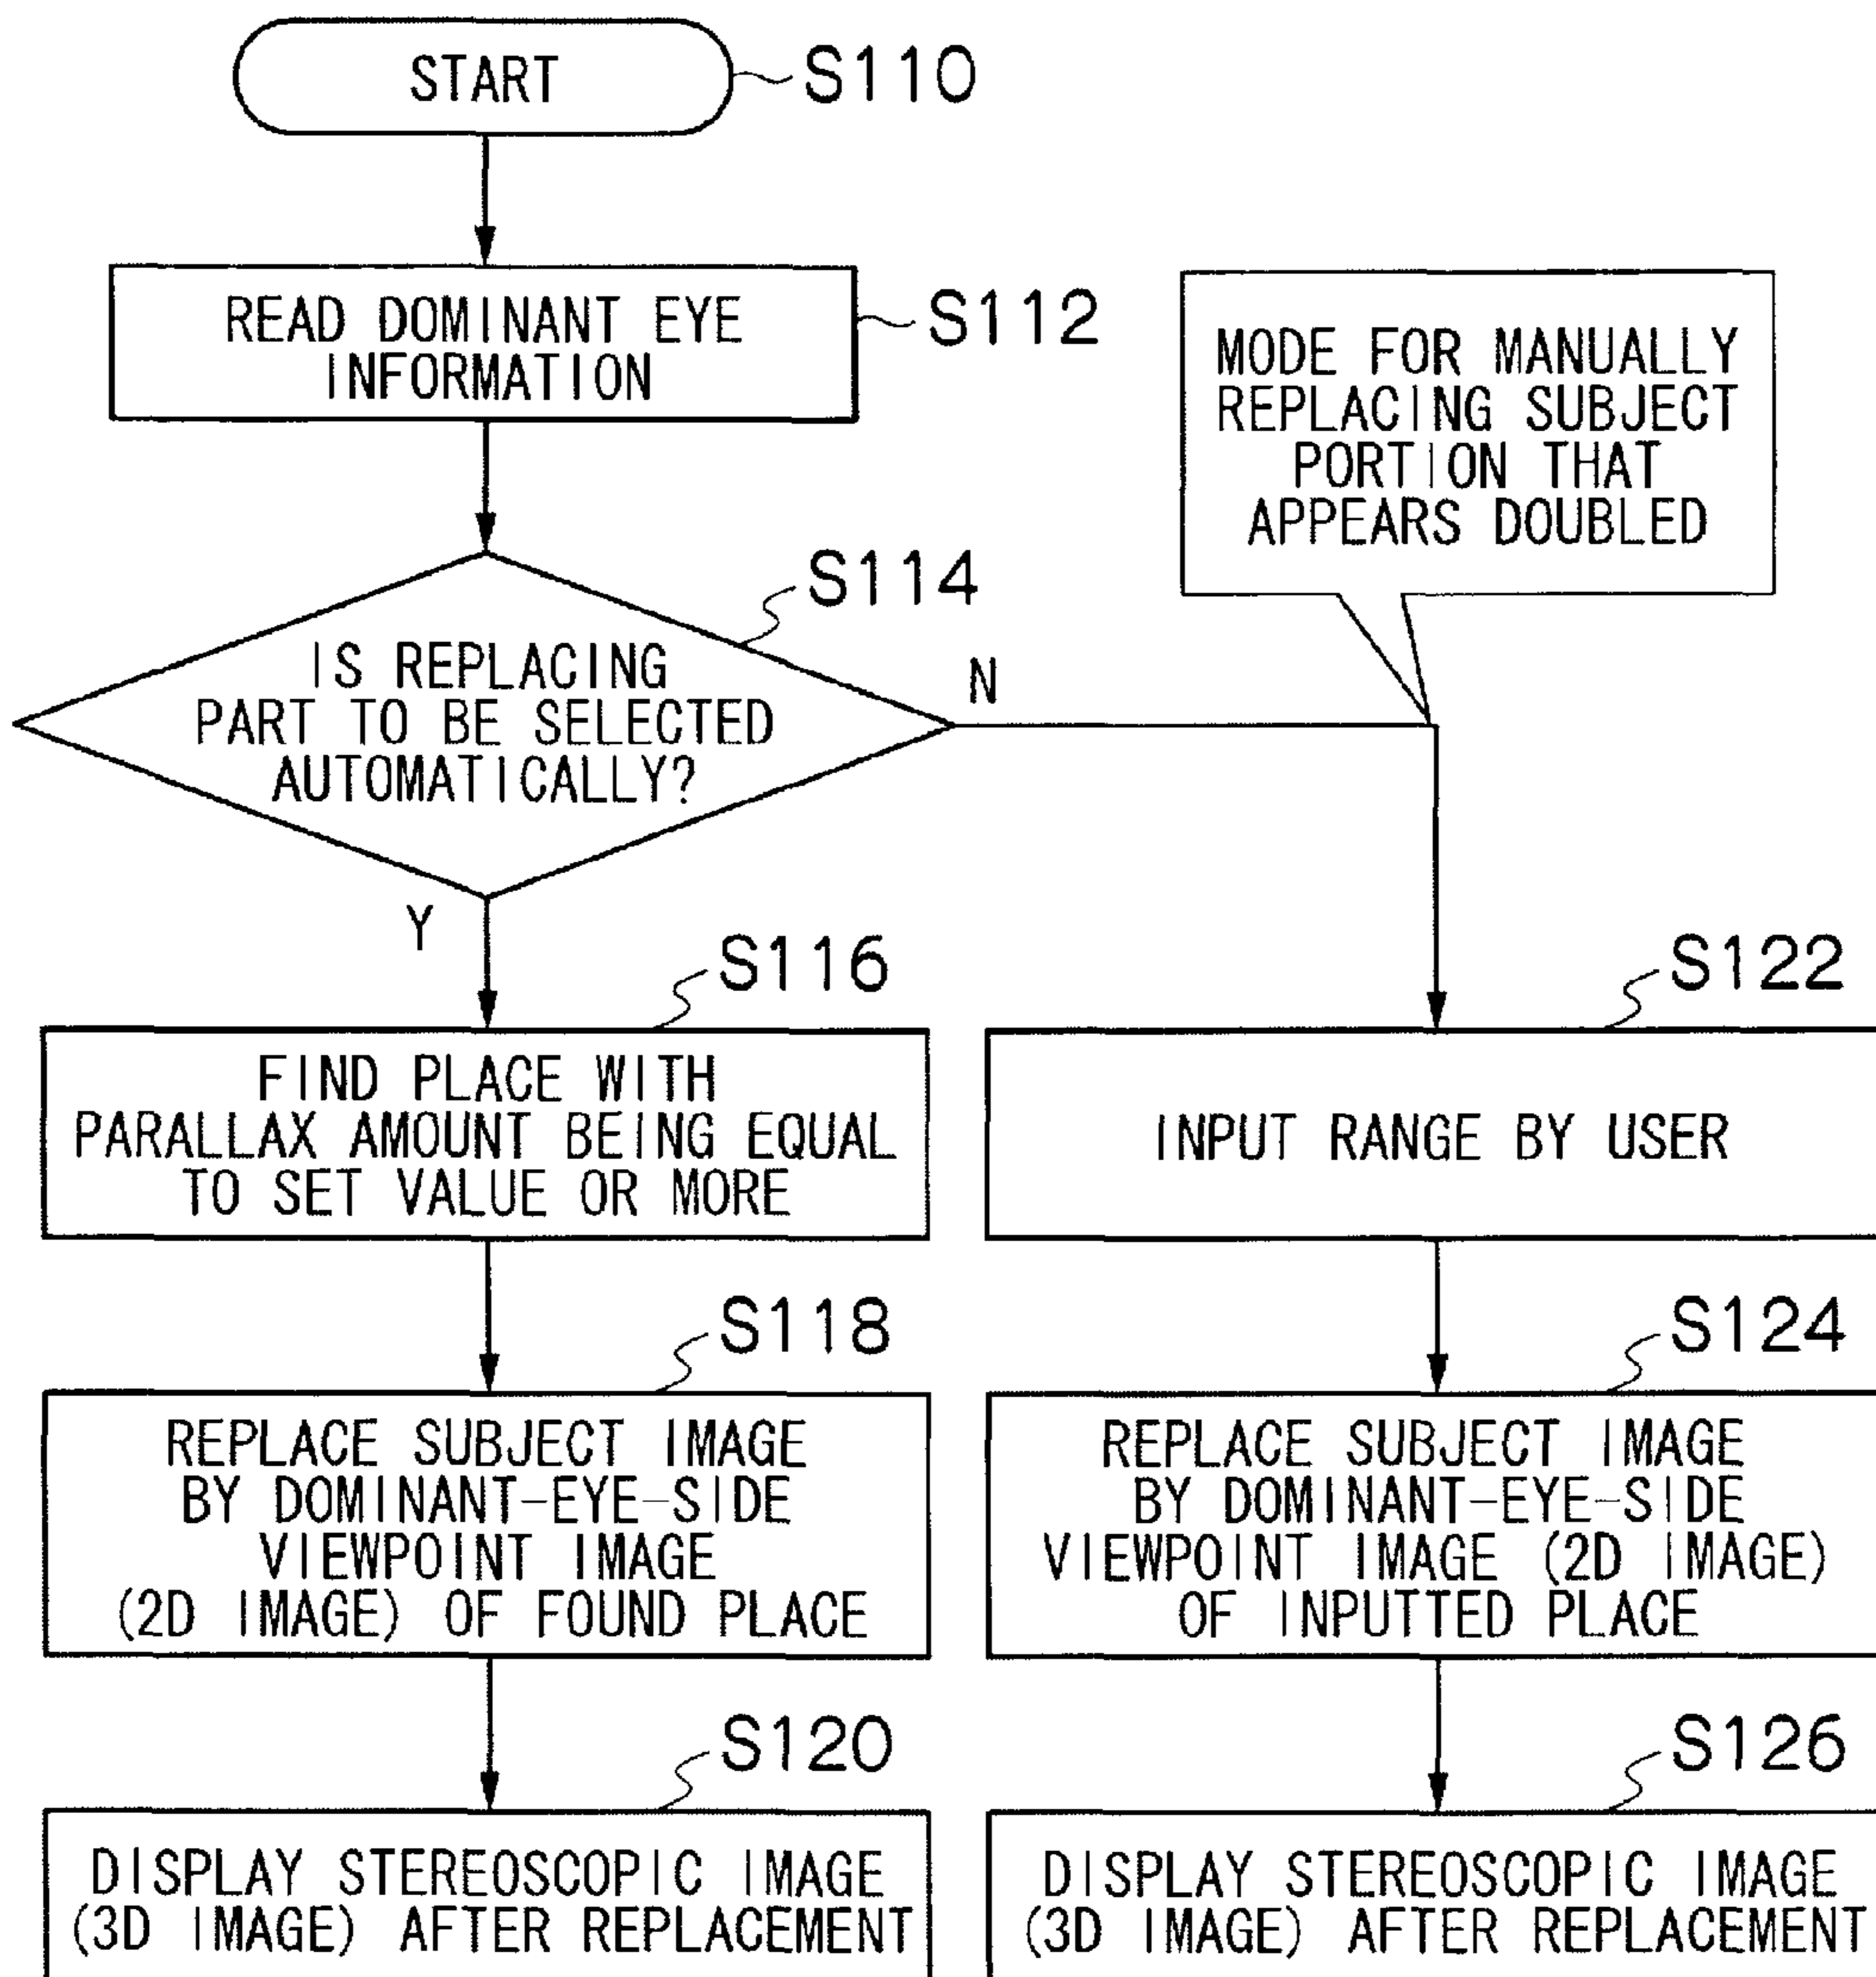 START
S110
READ DOMINANT EYE
INFORMATION
S112
MODE FOR MANUALLY
REPLACING SUBJECT
PORTION THAT
APPEARS DOUBLED
S114
IS REPLACING
PART TO BE SELECTED
AUTOMATICALLY?
N
Y
S116
FIND PLACE WITH
PARALLAX AMOUNT BEING EQUAL
TO SET VALUE OR MORE
S122
INPUT RANGE BY USER
S118
REPLACE SUBJECT IMAGE
BY DOMINANT-EYE-SIDE
VIEWPOINT IMAGE
(2D IMAGE) OF FOUND PLACE
S124
REPLACE SUBJECT IMAGE
BY DOMINANT-EYE-SIDE
VIEWPOINT IMAGE (2D IMAGE)
OF INPUTTED PLACE
S120
DISPLAY STEREOSCOPIC IMAGE
(3D IMAGE) AFTER REPLACEMENT
S126
DISPLAY STEREOSCOPIC IMAGE
(3D IMAGE) AFTER REPLACEMENT